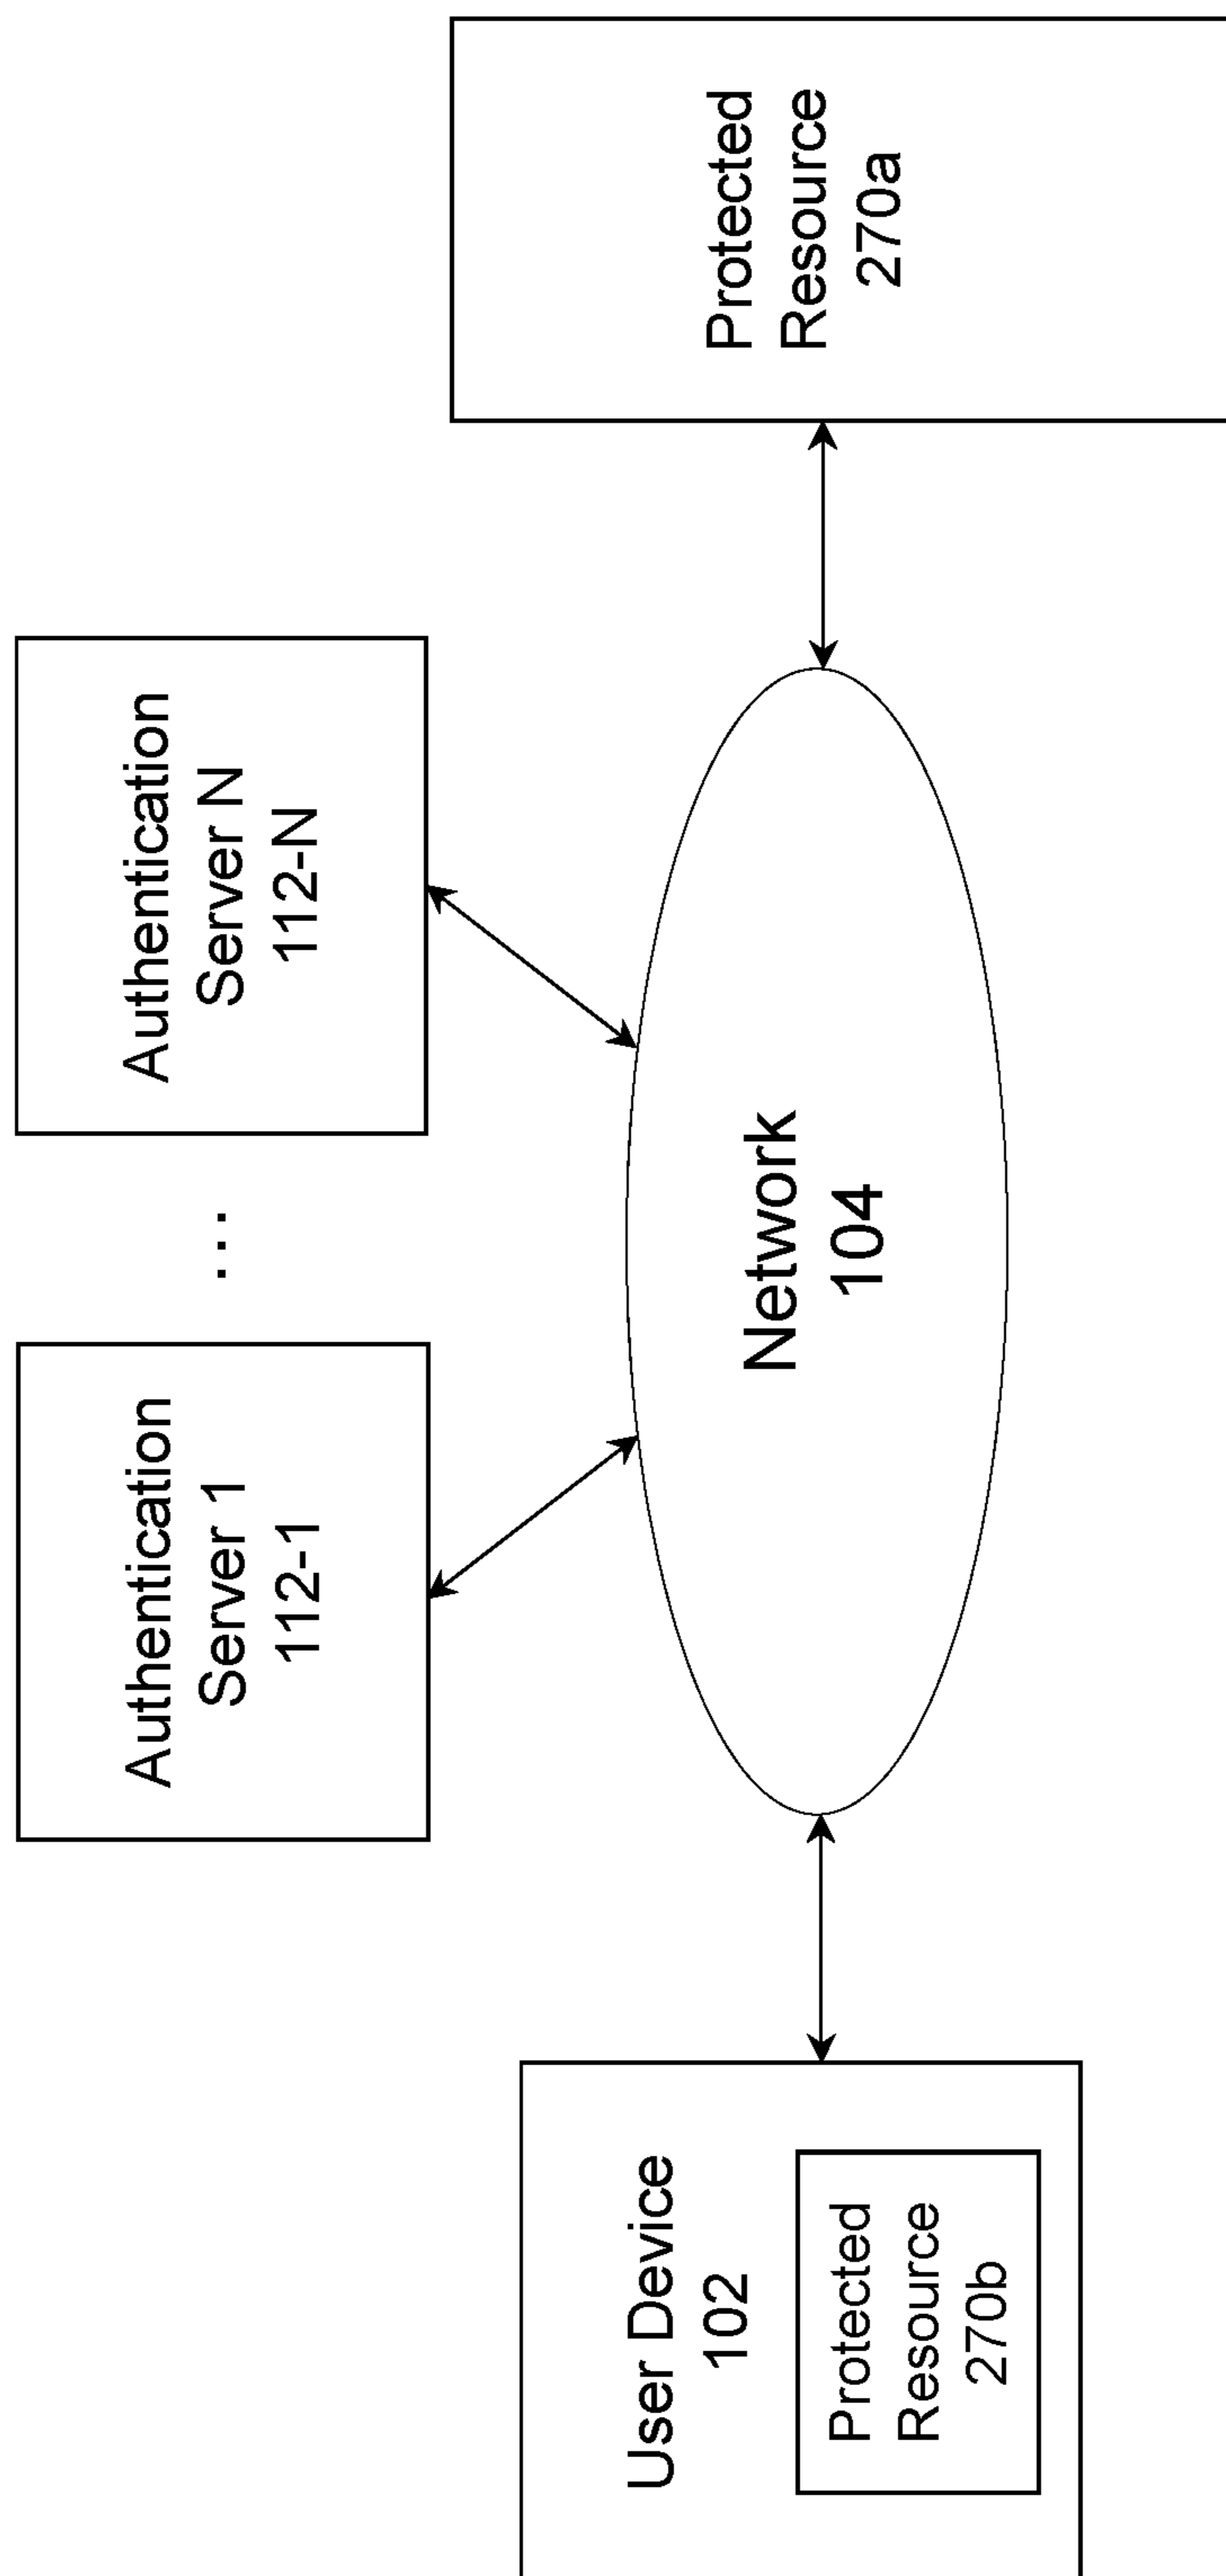 Authentication
Server 1
112-1
...
Authentication
Server N
112-N
User Device
102
Protected
Resource
270b
Network
104
Protected
Resource
270a